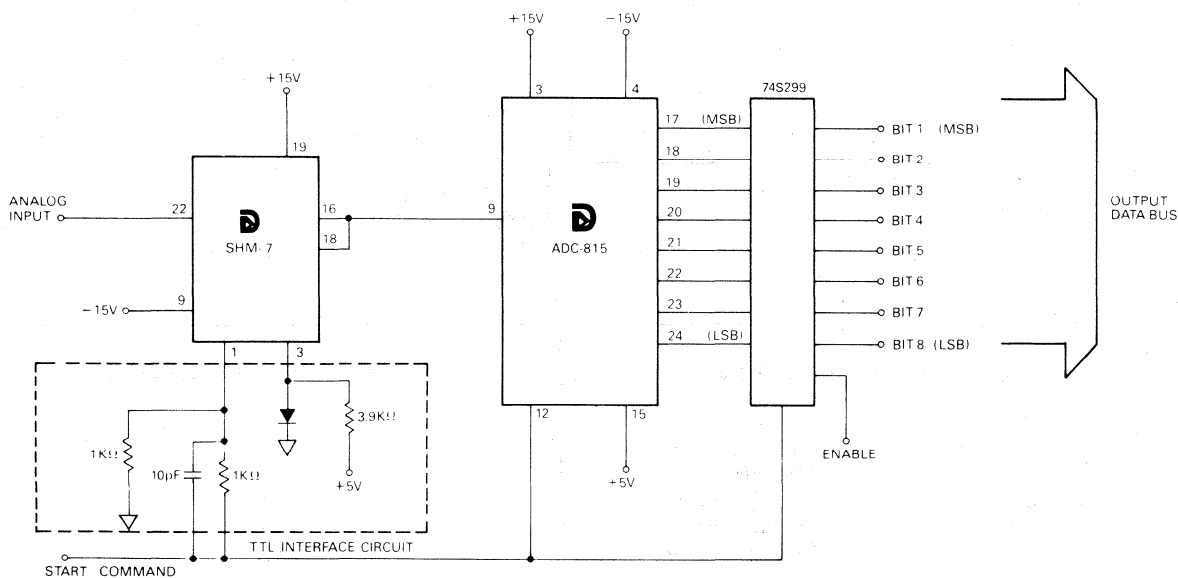 +15V
-15V
3
4
74S299
+15V
17 (MSB)
BIT 1 (MSB)
18
BIT 2
19
19
BIT 3
ANALOG
INPUT
22
16
9
20
BIT 4
OUTPUT
DATA BUS
SHM-7
18
ADC-815
21
BIT 5
22
BIT 6
-15V
9
23
BIT 7
24 (LSB)
BIT 8 (LSB)
1
3
12
15
3.9KΩ
1KΩ
10pF
1KΩ
+5V
+5V
ENABLE
TTL INTERFACE CIRCUIT
START COMMAND